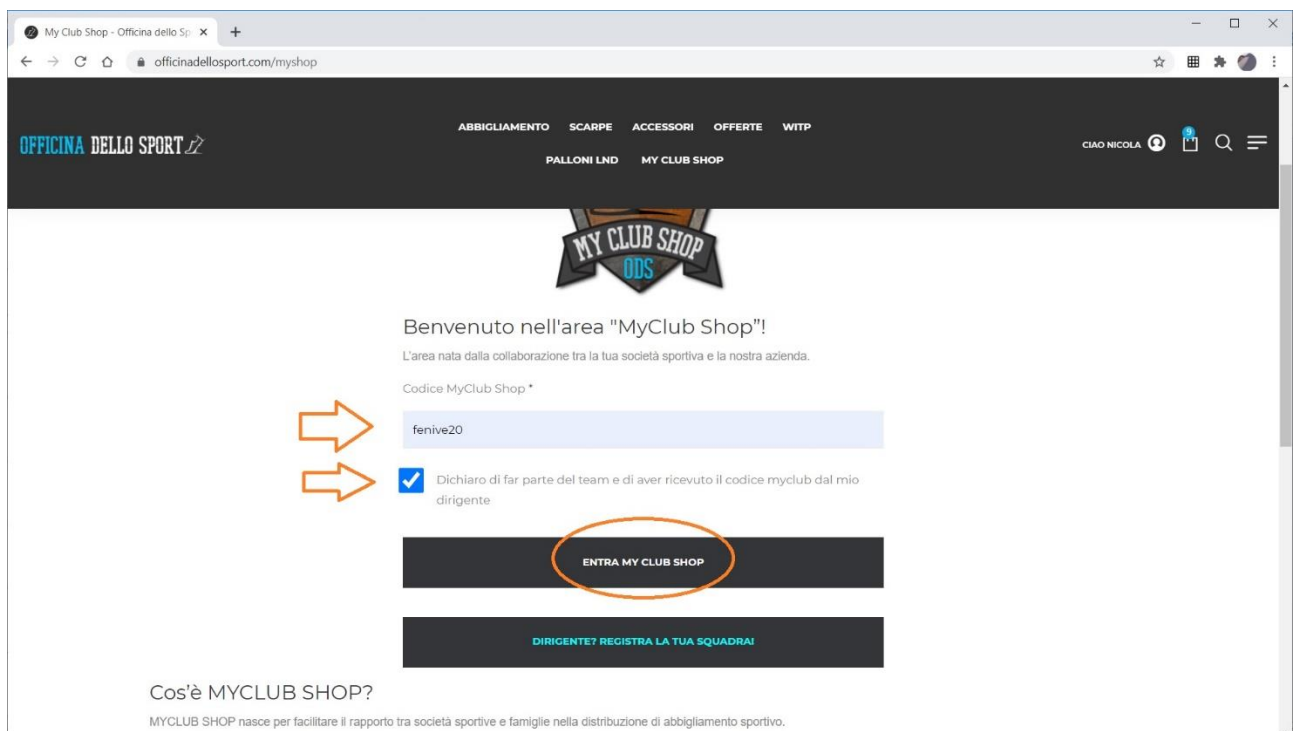 My Club Shop - Officina dello Sp
officinadellosport.com/myshop
OFFICINA DELLO SPORT
ABBIGLIAMENTO SCARPE ACCESSORI OFFERTE WITP
PALLONI LND MY CLUB SHOP
CIAO NICOLA
9
MY CLUB SHOP
ODS
Benvenuto nell'area "MyClub Shop”!
L'area nata dalla collaborazione tra la tua società sportiva e la nostra azienda.
Codice MyClub Shop *
fenive20
Dichiaro di far parte del team e di aver ricevuto il codice myclub dal mio
dirigente
ENTRA MY CLUB SHOP
DIRIGENTE? REGISTRA LA TUA SQUADRA!
Cos'è MYCLUB SHOP?
MYCLUB SHOP nasce per facilitare il rapporto tra società sportive e famiglie nella distribuzione di abbigliamento sportivo.